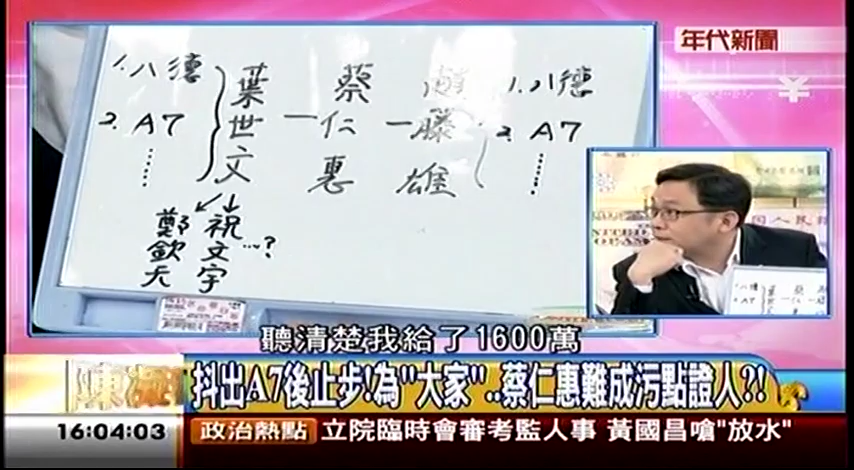 年代新聞
1.八德
2. A7
葉世文
蔡仁惠
趙藤雄
1.八德
2. A7
鄭欽天
祝文宇
...?
聽清楚我給了1600萬
抖出A7後止步!為"大家"..蔡仁惠難成污點證人?!
16:04:03
政治熱點
立院臨時會審考監人事 黃國昌嗆"放水"